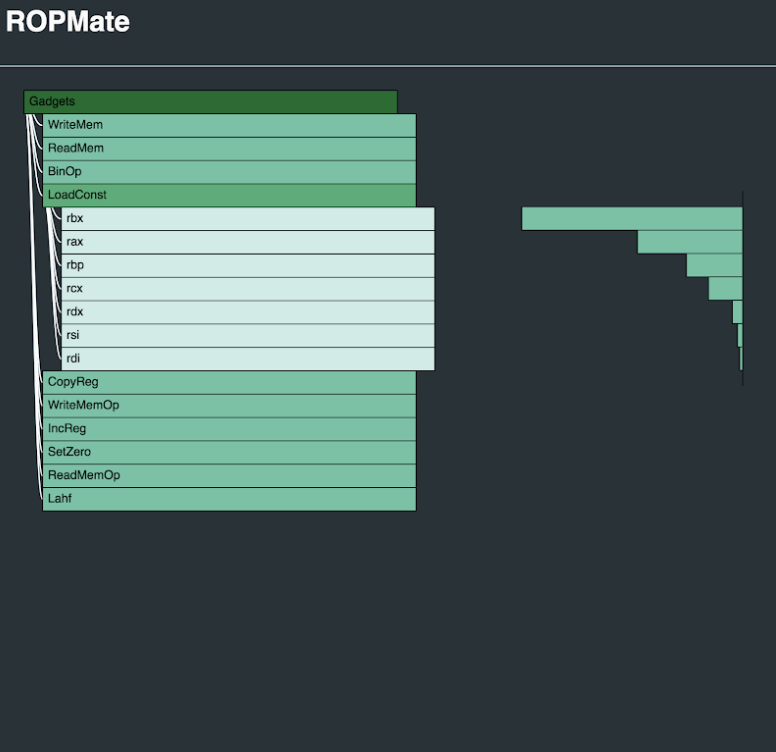 ROPMate
Gadgets
WriteMem
ReadMem
BinOp
LoadConst
rbx
rax
rbp
rcx
rdx
rsi
rdi
CopyReg
WriteMemOp
IncReg
SetZero
ReadMemOp
Lahf